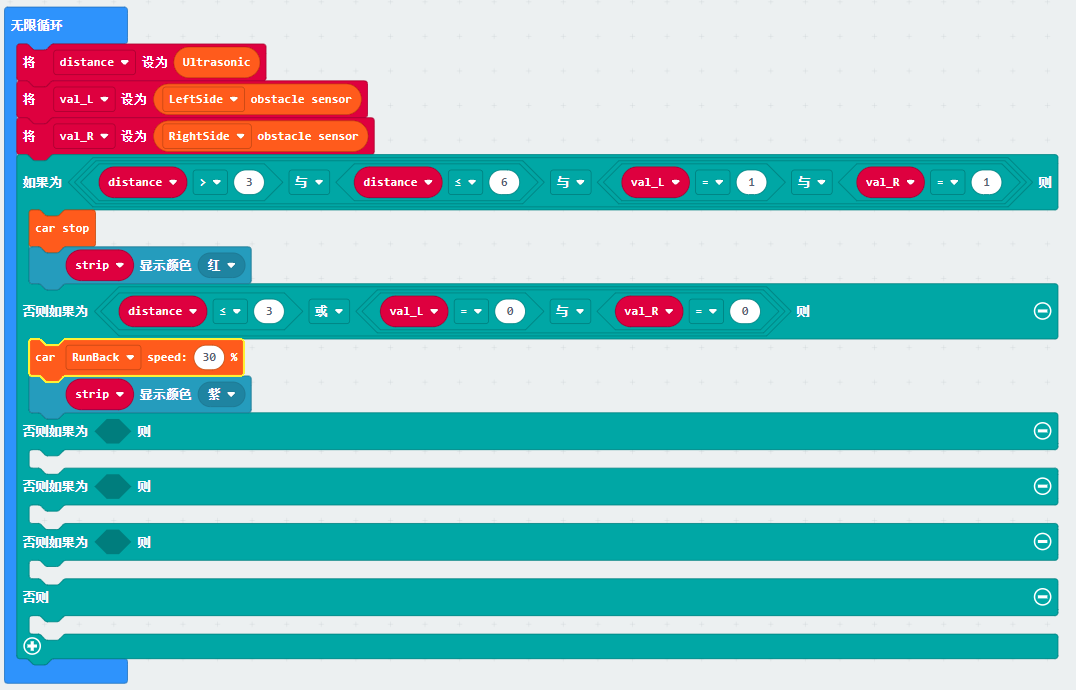 无限循环
将 distance 设为 Ultrasonic
将 val_L 设为 LeftSide obstacle sensor
将 val_R 设为 RightSide obstacle sensor
如果为 distance > 3 与 distance ≤ 6 与 val_L = 1 与 val_R = 1 则
car stop
strip 显示颜色 红
否则如果为 distance ≤ 3 或 val_L = 0 与 val_R = 0 则
car RunBack speed: 30 %
strip 显示颜色 紫
否则如果为 则
否则如果为 则
否则如果为 则
否则